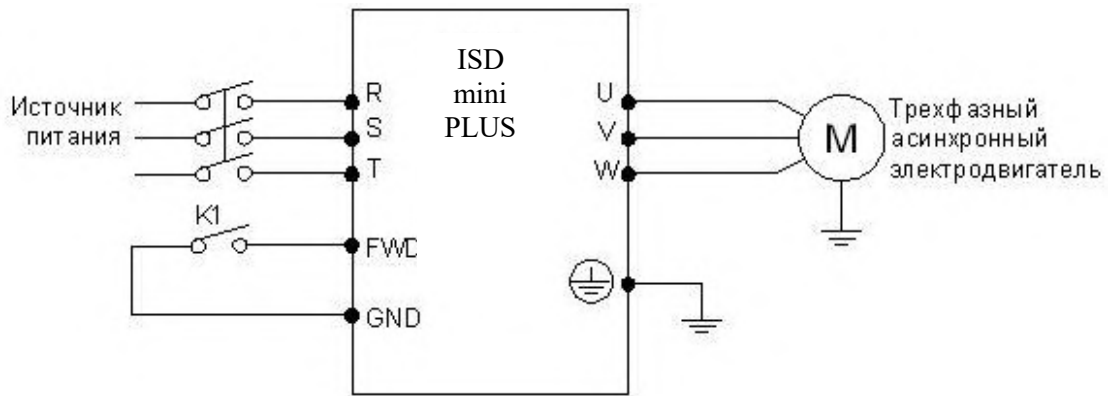 ISD
mini
PLUS
Источник
питания
R
S
T
K1
FWD
GND
U
V
W
M
Трехфазный
асинхронный
электродвигатель